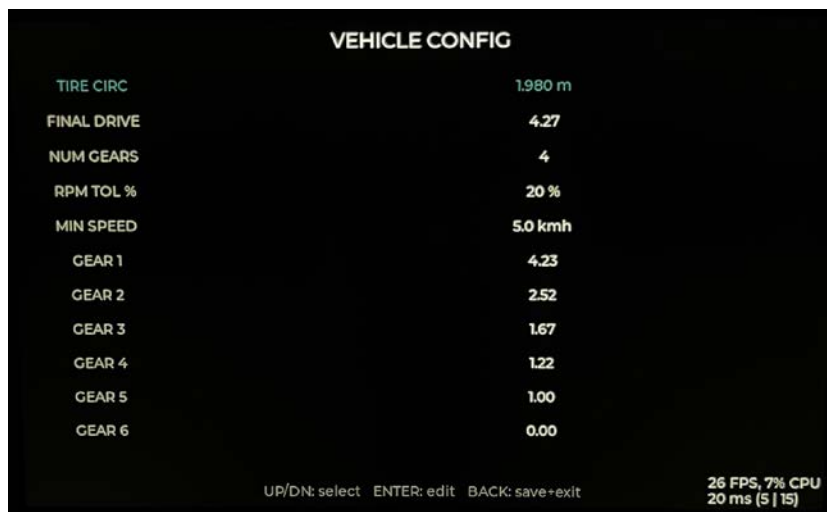 VEHICLE CONFIG
TIRE CIRC 1.980 m
FINAL DRIVE 4.27
NUM GEARS 4
RPM TOL % 20 %
MIN SPEED 5.0 kmh
GEAR 1 4.23
GEAR 2 2.52
GEAR 3 1.67
GEAR 4 1.22
GEAR 5 1.00
GEAR 6 0.00
UP/DN: select ENTER: edit BACK: save+exit
26 FPS, 7% CPU
20 ms (5 | 15)